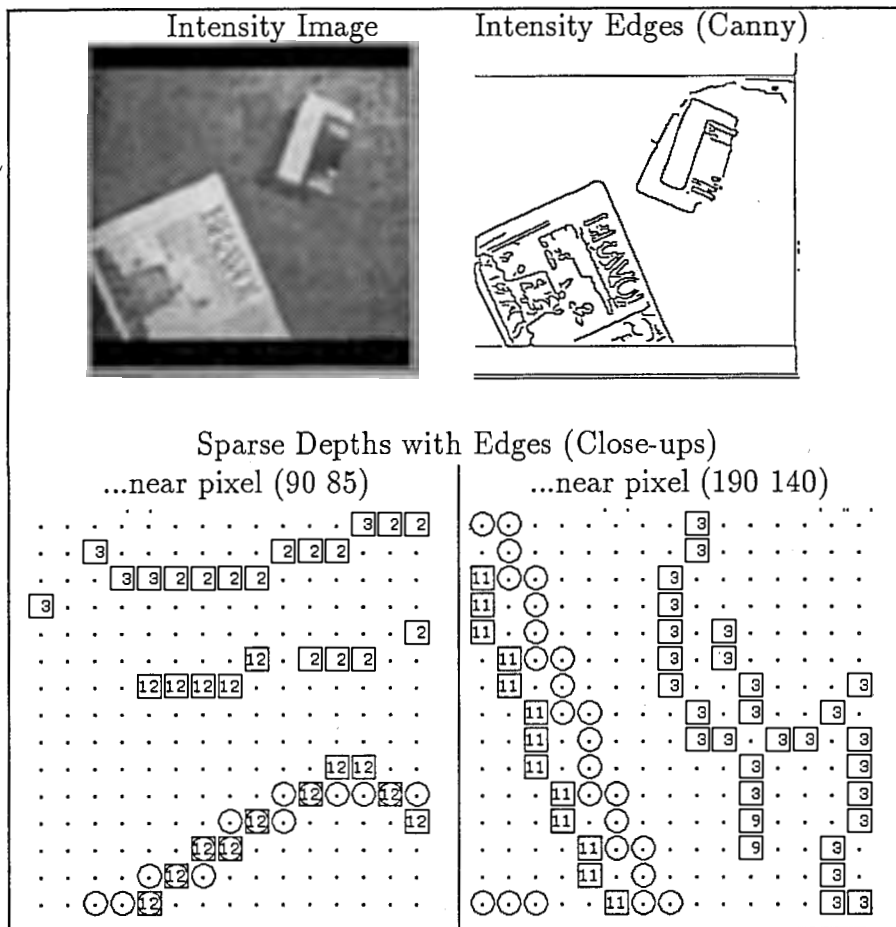 Intensity Image
Intensity Edges (Canny)
BRAVO
Sparse Depths with Edges (Close-ups)
...near pixel (90 85)
3 2 2
3 2 2 2
3 3 2 2 2 2
3
2
12 2 2 2
12 12 12 12
12 12
12 12
12 12
12 12
12
12
...near pixel (190 140)
3
3
11 3
11 3
11 3 3
11 3 3
11 3 3 3
11 3 3 3
11 3 3 3 3 3
11 3 3
11 3 3
11 9 3
11 9 3
11 3
11 3 3